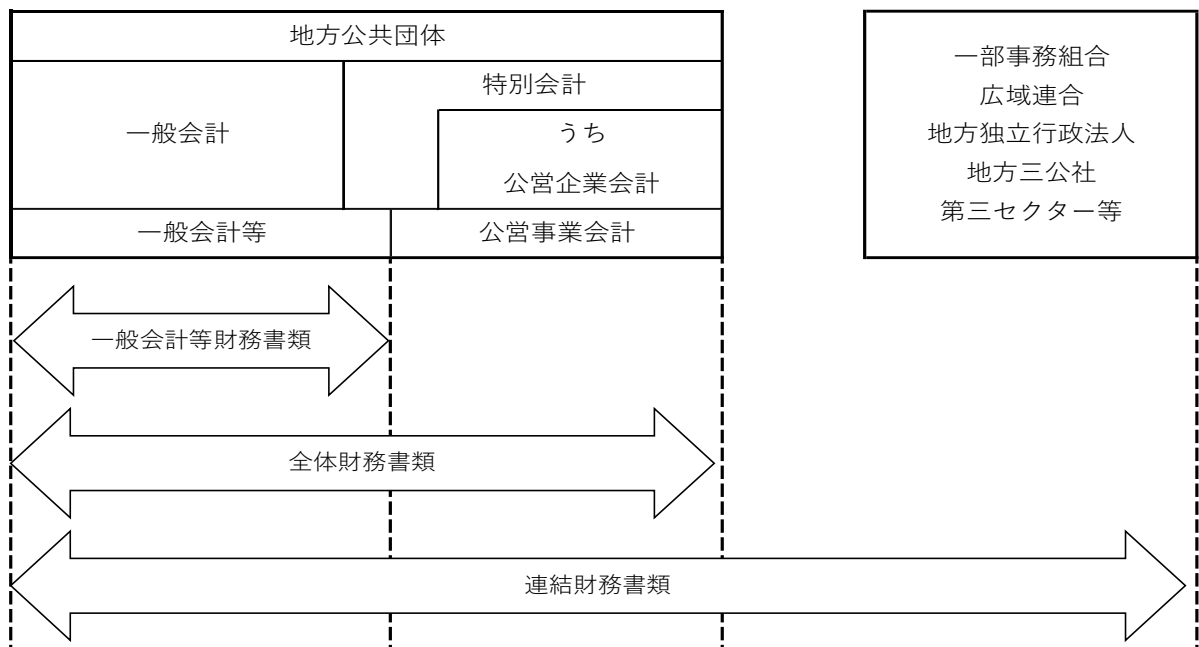 地方公共団体
一般会計
特別会計
うち
公営企業会計
一般会計等
公営事業会計
一部事務組合
広域連合
地方独立行政法人
地方三公社
第三セクター等
一般会計等財務書類
全体財務書類
連結財務書類